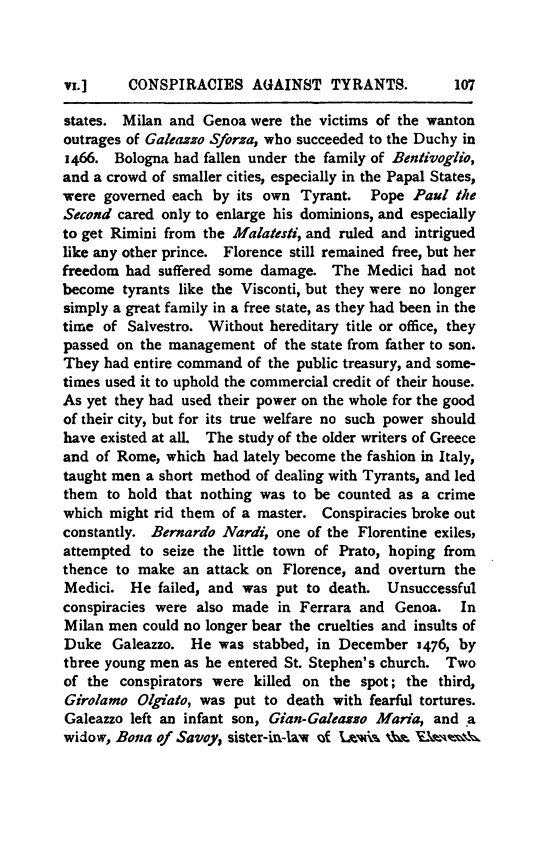 VI.] CONSPIRACIES AGAINST TYRANTS. 107
states. Milan and Genoa were the victims of the wanton
outrages of Galeazzo Sforza, who succeeded to the Duchy in
1466. Bologna had fallen under the family of Bentivoglio,
and a crowd of smaller cities, especially in the Papal States,
were governed each by its own Tyrant. Pope Paul the
Second cared only to enlarge his dominions, and especially
to get Rimini from the Malatesti, and ruled and intrigued
like any other prince. Florence still remained free, but her
freedom had suffered some damage. The Medici had not
become tyrants like the Visconti, but they were no longer
simply a great family in a free state, as they had been in the
time of Salvestro. Without hereditary title or office, they
passed on the management of the state from father to son.
They had entire command of the public treasury, and some-
times used it to uphold the commercial credit of their house.
As yet they had used their power on the whole for the good
of their city, but for its true welfare no such power should
have existed at all. The study of the older writers of Greece
and of Rome, which had lately become the fashion in Italy,
taught men a short method of dealing with Tyrants, and led
them to hold that nothing was to be counted as a crime
which might rid them of a master. Conspiracies broke out
constantly. Bernardo Nardi, one of the Florentine exiles,
attempted to seize the little town of Prato, hoping from
thence to make an attack on Florence, and overturn the
Medici. He failed, and was put to death. Unsuccessful
conspiracies were also made in Ferrara and Genoa. In
Milan men could no longer bear the cruelties and insults of
Duke Galeazzo. He was stabbed, in December 1476, by
three young men as he entered St. Stephen's church. Two
of the conspirators were killed on the spot; the third,
Girolamo Olgiato, was put to death with fearful tortures.
Galeazzo left an infant son, Gian-Galeazzo Maria, and a
widow, Bona of Savoy, sister-in-law of Lewis the Eleventh